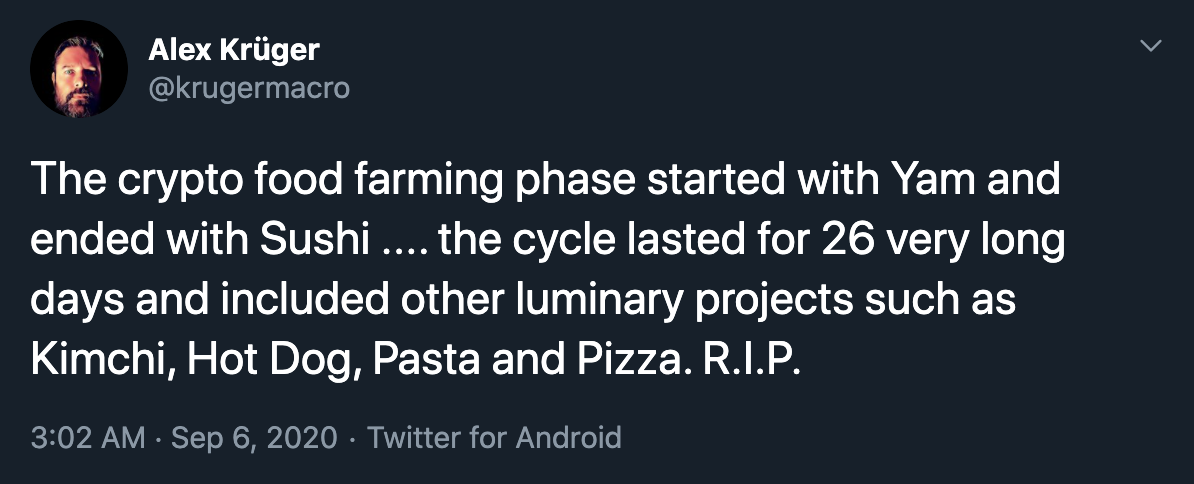 Alex Krüger
@krugermacro
The crypto food farming phase started with Yam and
ended with Sushi .... the cycle lasted for 26 very long
days and included other luminary projects such as
Kimchi, Hot Dog, Pasta and Pizza. R.I.P.
3:02 AM · Sep 6, 2020 · Twitter for Android